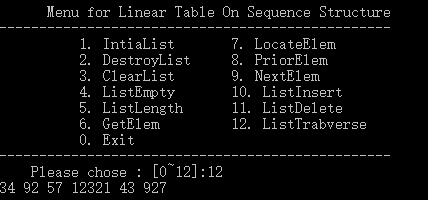 Menu for Linear Table On Sequence Structure
-------------------------------------------------
1. IntiaList 7. LocateElem
2. DestroyList 8. PriorElem
3. ClearList 9. NextElem
4. ListEmpty 10. ListInsert
5. ListLength 11. ListDelete
6. GetElem 12. ListTrabverse
0. Exit
-------------------------------------------------
Please chose : [0~12]:12
34 92 57 12321 43 927